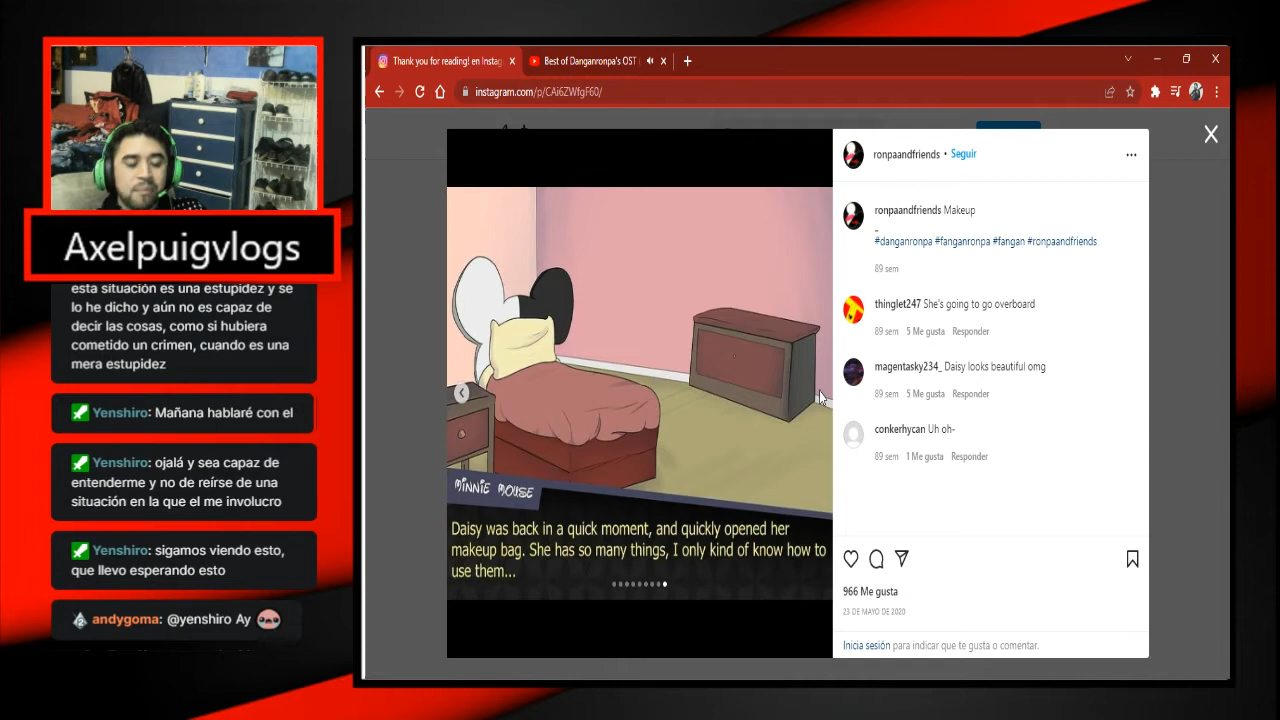 Axelpuigvlogs
esta situación es una estupidez y se
lo he dicho y aún no es capaz de
decir las cosas, como si hubiera
cometido un crimen, cuando es una
mera estupidez
Yenshiro: Mañana hablaré con el
Yenshiro: ojalá y sea capaz de
entenderme y no de reírse de una
situación en la que el me involucro
Yenshiro: sigamos viendo esto,
que llevo esperando esto
andygoma: @yenshiro Ay
Thank you for reading! en Instag
Best of Danganronpa's OST
instagram.com/p/CAi6ZWfgF60/
MINNIE MOUSE
Daisy was back in a quick moment, and quickly opened her
makeup bag. She has so many things, I only kind of know how to
use them...
ronpaandfriends • Seguir
ronpaandfriends Makeup
_
#danganronpa #fanganronpa #fangan #ronpaandfriends
89 sem
thinglet247 She's going to go overboard
89 sem 5 Me gusta Responder
magentasky234_ Daisy looks beautiful omg
89 sem 5 Me gusta Responder
conkerhycan Uh oh-
89 sem 1 Me gusta Responder
966 Me gusta
23 DE MAYO DE 2020
Inicia sesión para indicar que te gusta o comentar.